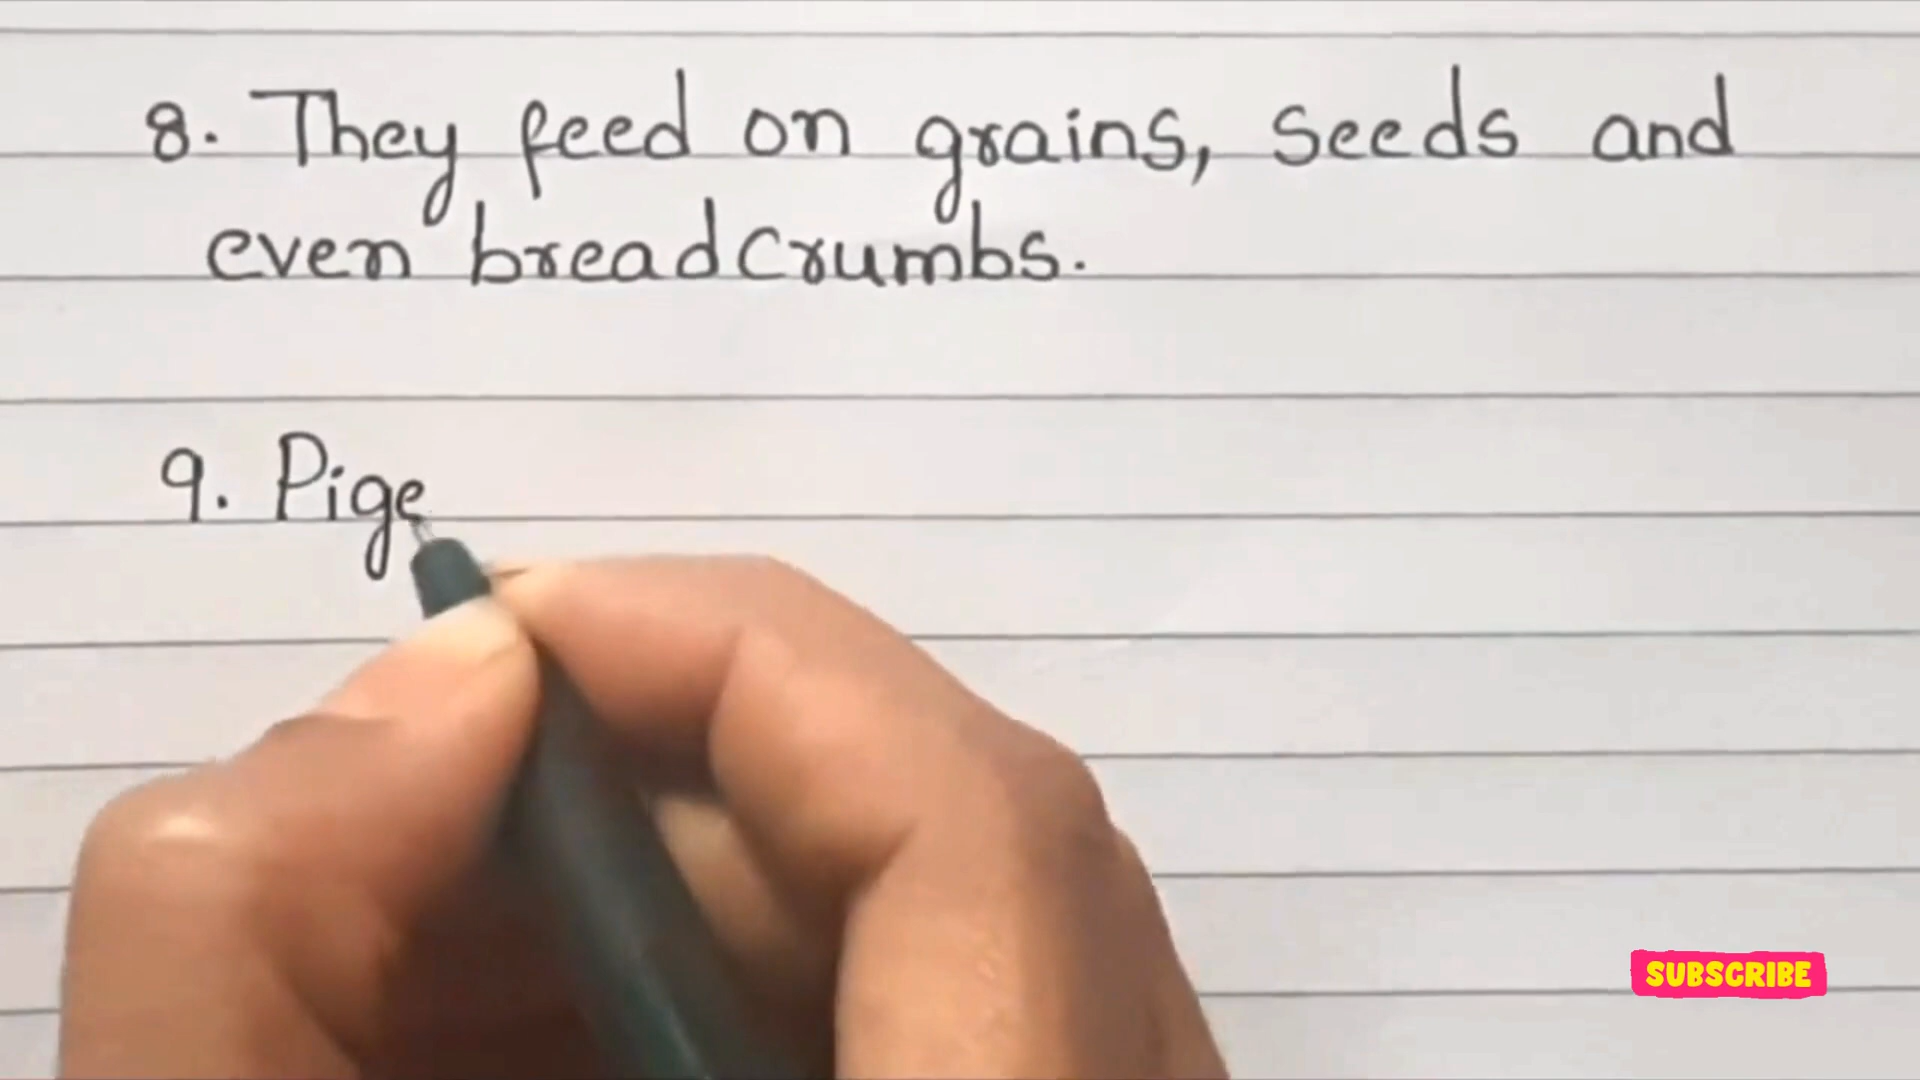 8. They feed on grains, seeds and
even breadcrumbs.
9. Pige
SUBSCRIBE